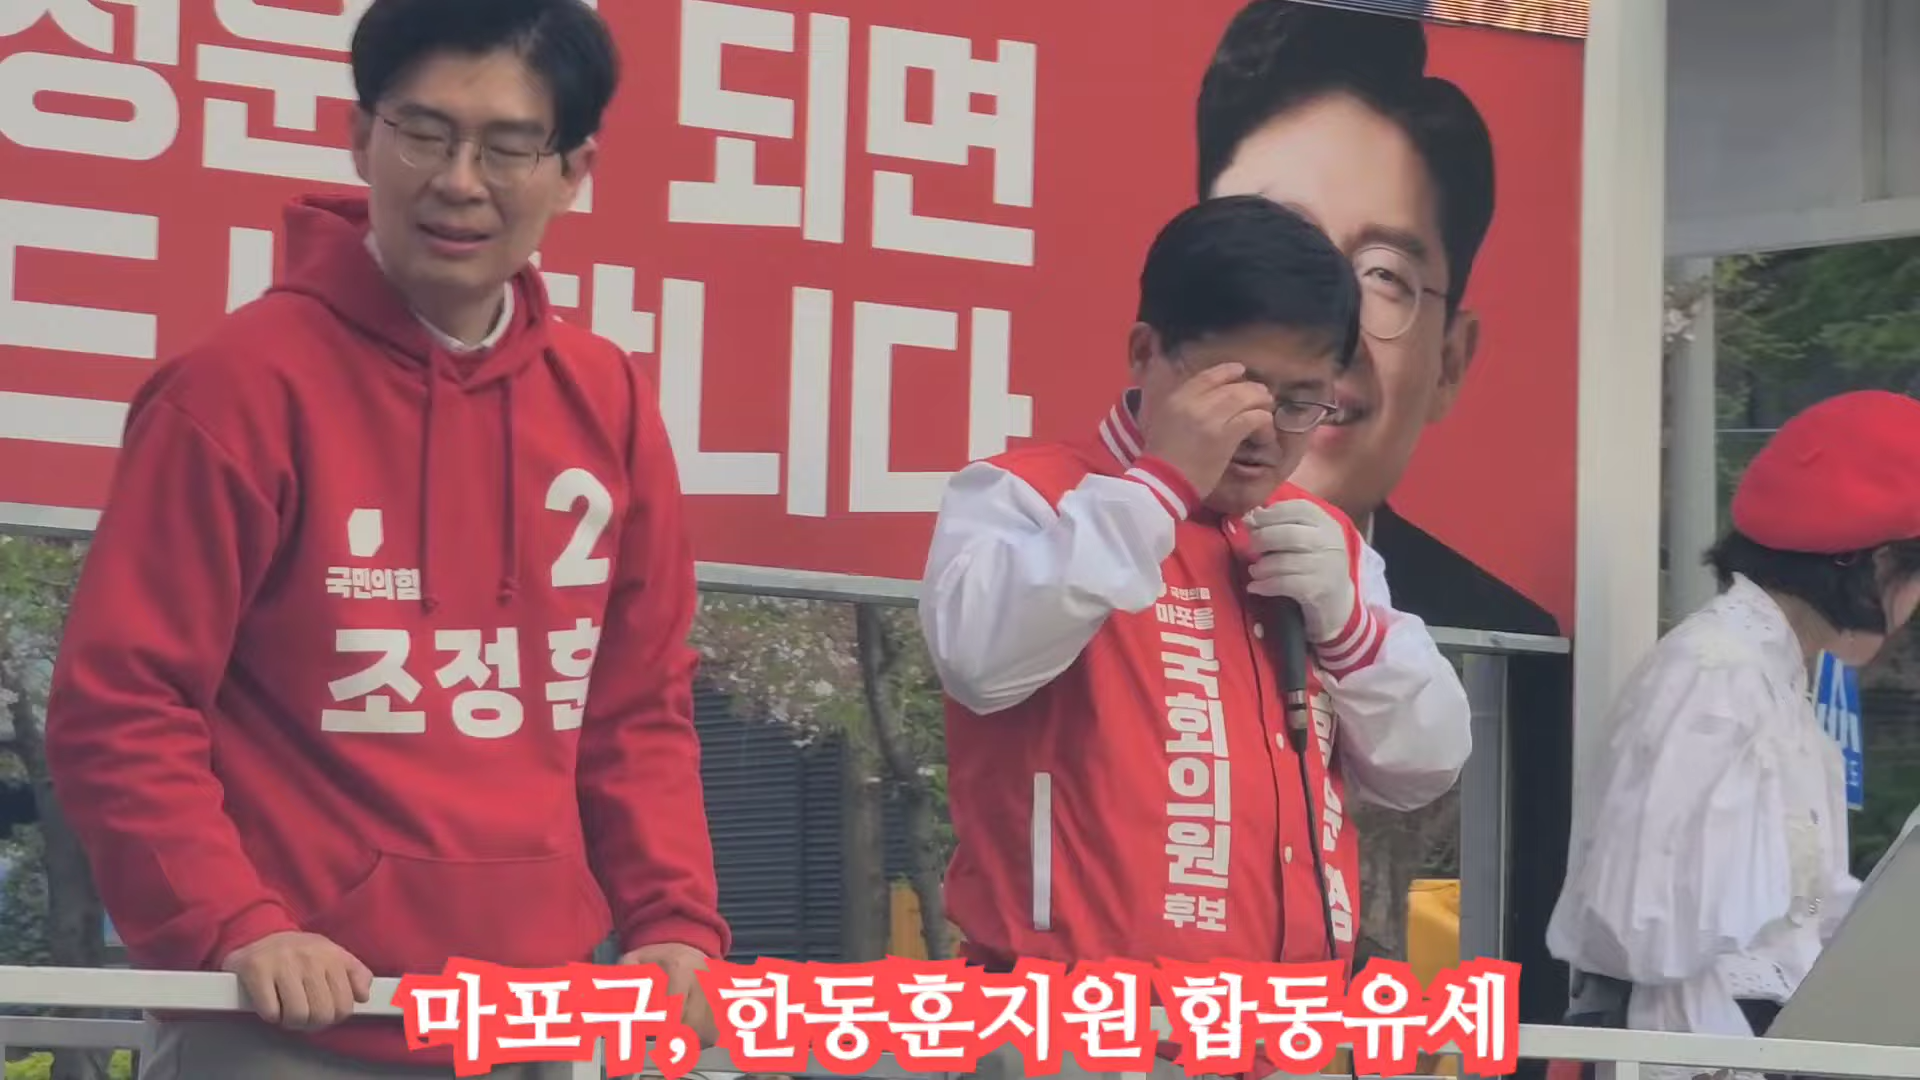 되면
니다
2
국민의힘
조정훈
국민의힘
마포을
국회의원
후보
마포구, 한동훈지원 합동유세